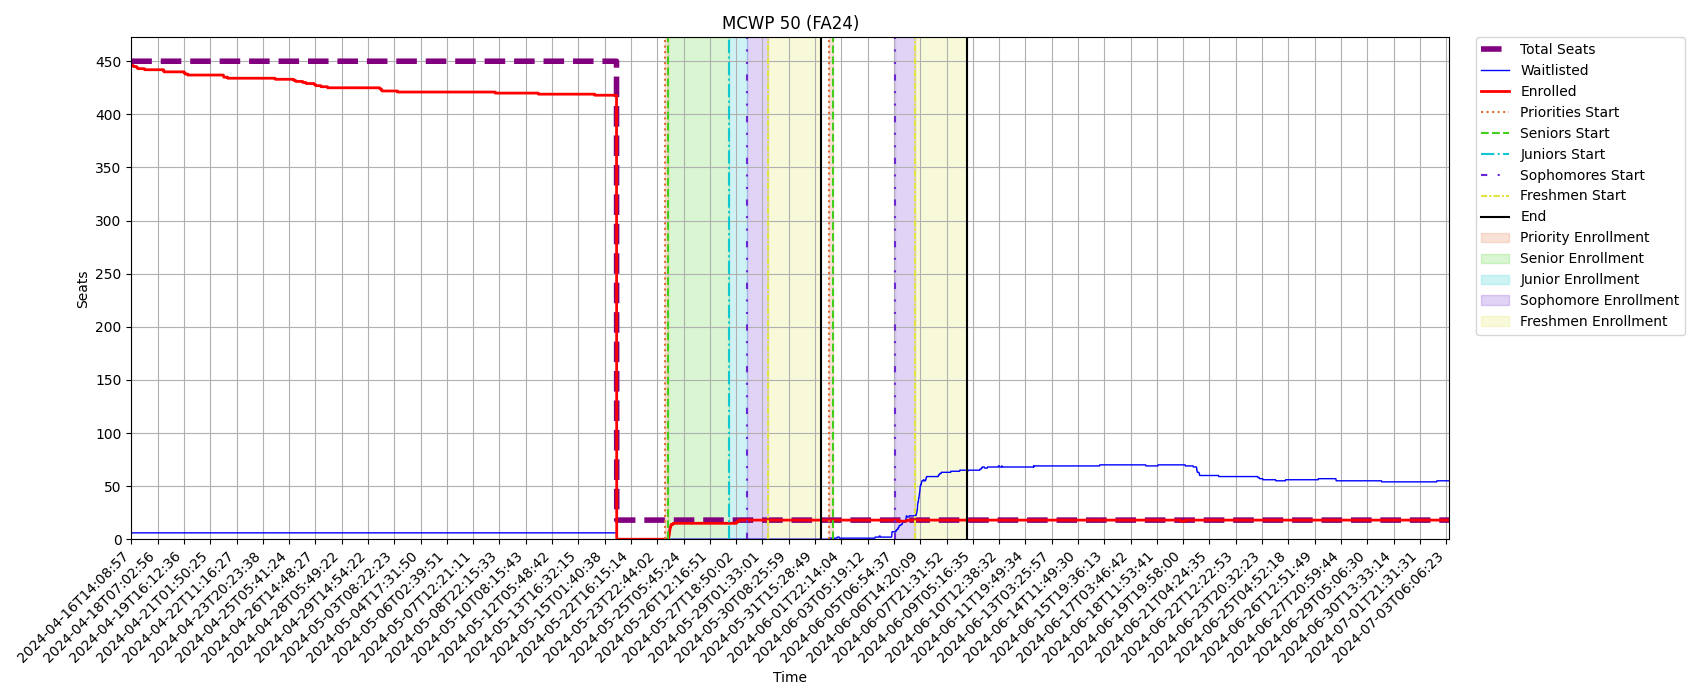 MCWP 50 (FA24)
Seats
450
400
350
300
250
200
150
100
50
0
2024-04-16T14:08:57
2024-04-18T07:02:56
2024-04-19T16:12:36
2024-04-21T01:50:25
2024-04-22T11:16:27
2024-04-23T20:23:38
2024-04-25T05:41:24
2024-04-26T14:48:27
2024-04-28T05:49:22
2024-04-29T14:54:22
2024-05-03T08:22:23
2024-05-04T17:31:50
2024-05-06T02:39:51
2024-05-07T12:21:11
2024-05-08T22:15:33
2024-05-10T08:15:43
2024-05-12T05:48:42
2024-05-13T16:32:15
2024-05-15T01:40:38
2024-05-22T16:15:14
2024-05-23T22:44:02
2024-05-25T05:45:24
2024-05-26T12:16:51
2024-05-27T18:50:02
2024-05-29T01:33:01
2024-05-30T08:25:59
2024-05-31T15:28:49
2024-06-01T22:14:04
2024-06-03T05:19:12
2024-06-05T06:54:37
2024-06-06T14:20:09
2024-06-07T21:31:52
2024-06-09T05:16:35
2024-06-10T12:38:32
2024-06-11T19:49:34
2024-06-13T03:25:57
2024-06-14T11:49:30
2024-06-15T19:36:13
2024-06-17T03:46:42
2024-06-18T11:53:41
2024-06-19T19:58:00
2024-06-21T04:24:35
2024-06-22T12:22:53
2024-06-23T20:32:23
2024-06-25T04:52:18
2024-06-26T12:51:49
2024-06-27T20:59:44
2024-06-29T05:06:30
2024-06-30T13:33:14
2024-07-01T21:31:31
2024-07-03T06:06:23
Time
Total Seats
Waitlisted
Enrolled
Priorities Start
Seniors Start
Juniors Start
Sophomores Start
Freshmen Start
End
Priority Enrollment
Senior Enrollment
Junior Enrollment
Sophomore Enrollment
Freshmen Enrollment